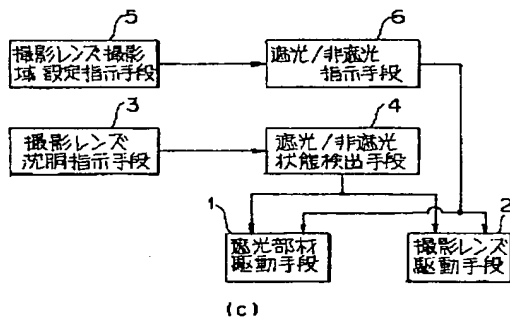 5
撮影レンズ撮影
域設定指示手段
6
遮光/非遮光
指示手段
3
撮影レンズ
沈胴指示手段
4
遮光/非遮光
状態検出手段
1
遮光部材
駆動手段
2
撮影レンズ
駆動手段
(c)